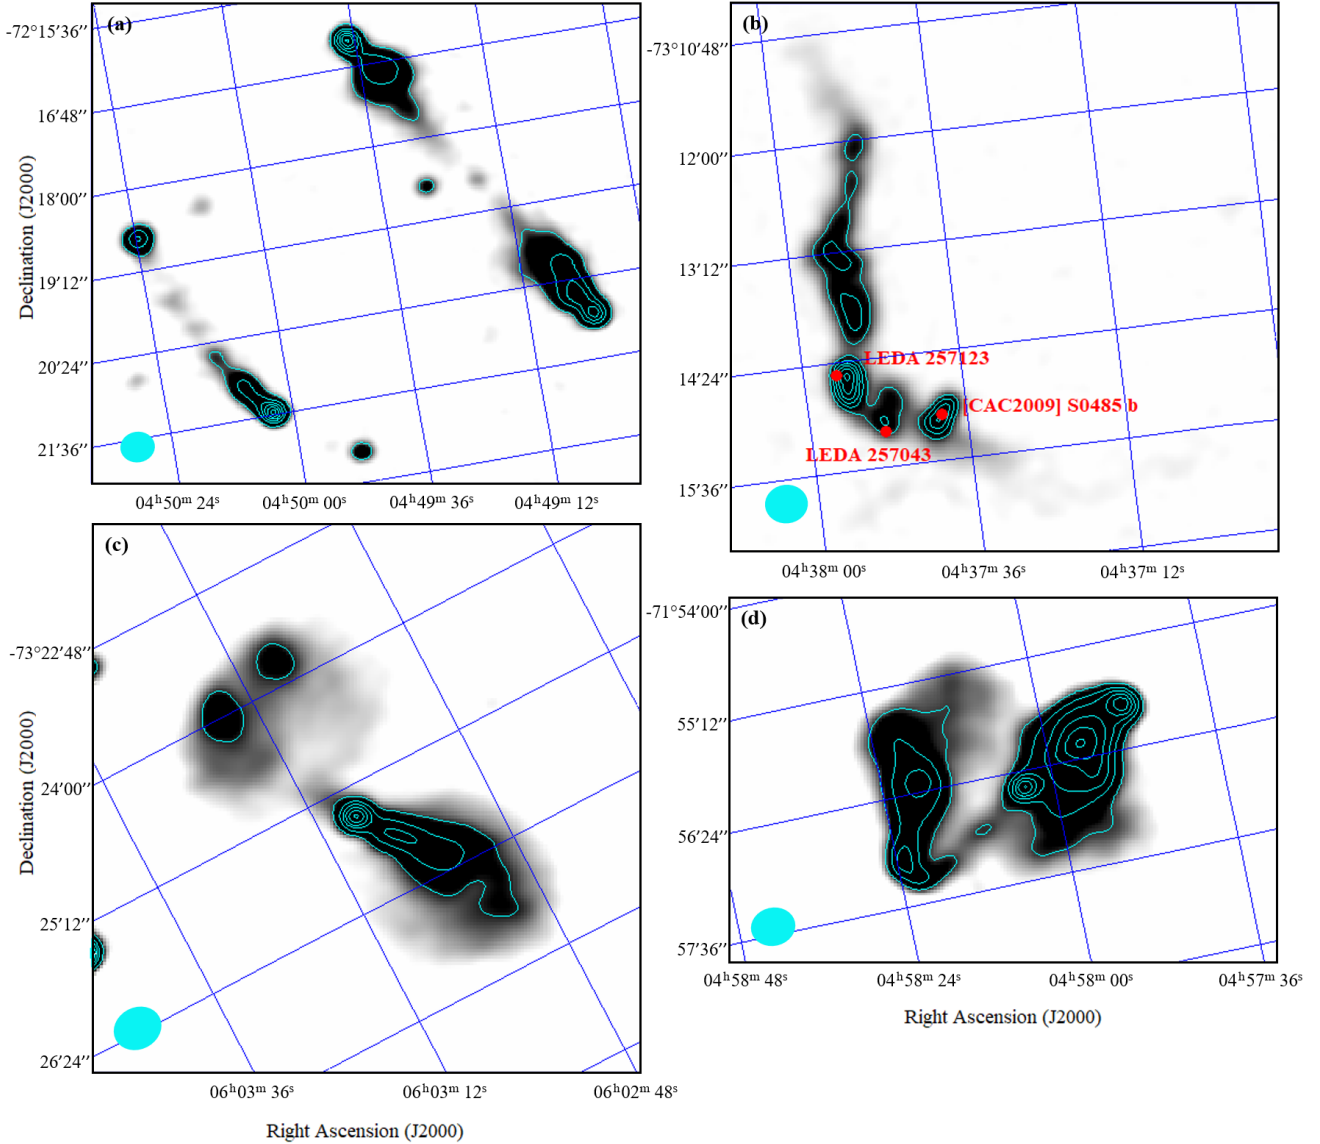 (a)
-72°15′36′′
16′48′′
18′00′′
19′12′′
20′24′′
21′36′′
Declination (J2000)
04ʰ50ᵐ 24ˢ
04ʰ50ᵐ 00ˢ
04ʰ49ᵐ 36ˢ
04ʰ49ᵐ 12ˢ
(b)
-73°10′48′′
12′00′′
13′12′′
14′24′′
15′36′′
LEDA 257123
[CAC2009] S0485 b
LEDA 257043
04ʰ38ᵐ 00ˢ
04ʰ37ᵐ 36ˢ
04ʰ37ᵐ 12ˢ
(c)
-73°22′48′′
24′00′′
25′12′′
26′24′′
Declination (J2000)
06ʰ03ᵐ 36ˢ
06ʰ03ᵐ 12ˢ
06ʰ02ᵐ 48ˢ
Right Ascension (J2000)
(d)
-71°54′00′′
55′12′′
56′24′′
57′36′′
04ʰ58ᵐ 48ˢ
04ʰ58ᵐ 24ˢ
04ʰ58ᵐ 00ˢ
04ʰ57ᵐ 36ˢ
Right Ascension (J2000)